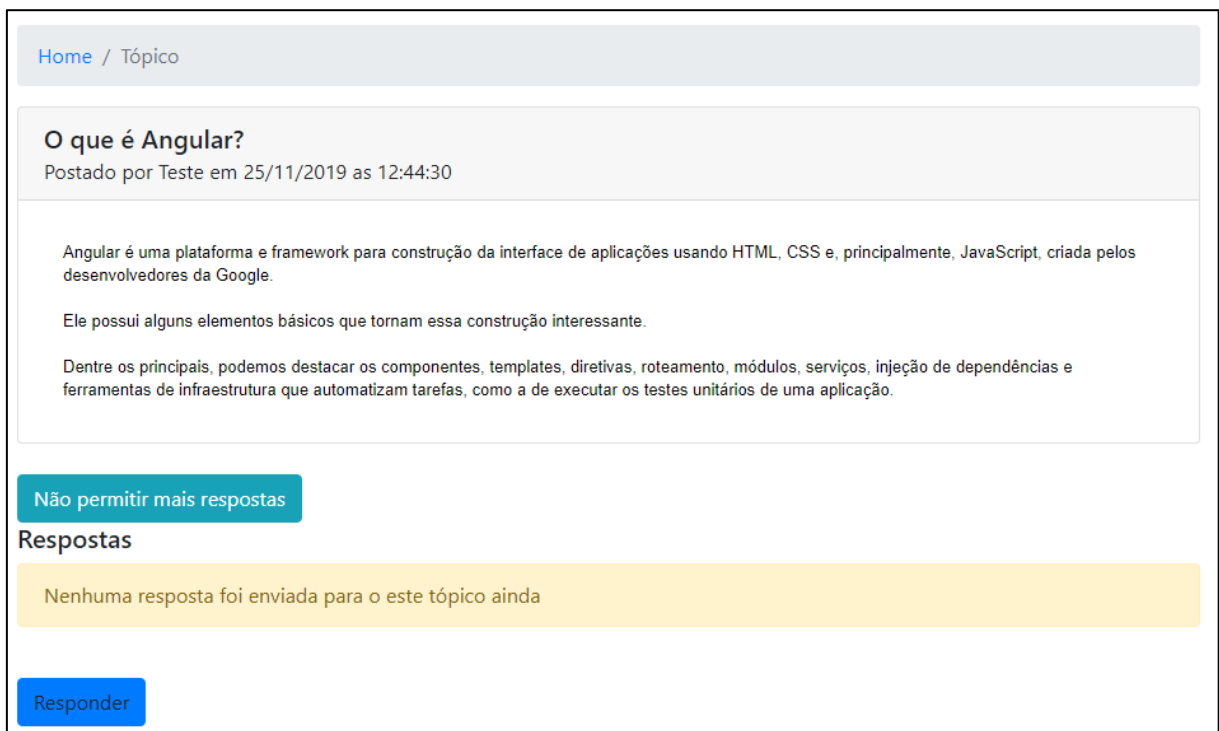 Home / Tópico
O que é Angular?
Postado por Teste em 25/11/2019 as 12:44:30
Angular é uma plataforma e framework para construção da interface de aplicações usando HTML, CSS e, principalmente, JavaScript, criada pelos
desenvolvedores da Google.
Ele possui alguns elementos básicos que tornam essa construção interessante.
Dentre os principais, podemos destacar os componentes, templates, diretivas, roteamento, módulos, serviços, injeção de dependências e
ferramentas de infraestrutura que automatizam tarefas, como a de executar os testes unitários de uma aplicação.
Não permitir mais respostas
Respostas
Nenhuma resposta foi enviada para o este tópico ainda
Responder